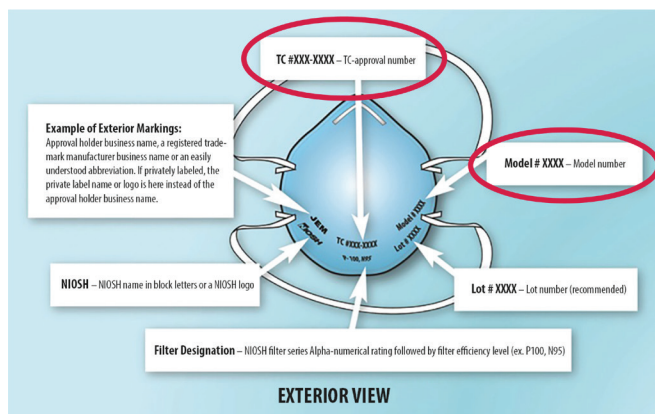 TC #XXX-XXXX – TC-approval number
Example of Exterior Markings:
Approval holder business name, a registered trade-
mark manufacturer business name or an easily
understood abbreviation. If privately labeled, the
private label name or logo is here instead of the
approval holder business name.
Model # XXXX – Model number
JEM
NIOSH
TC #XXX-XXXX
Model # XXXX
Lot # XXXX
NIOSH – NIOSH name in block letters or a NIOSH logo
Lot # XXXX – Lot number (recommended)
Filter Designation – NIOSH filter series Alpha-numerical rating followed by filter efficiency level (ex. P100, N95)
EXTERIOR VIEW